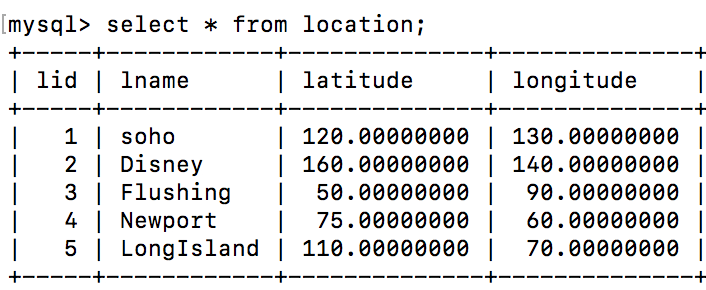 [mysql> select * from location;
+------+------------+--------------+--------------+
| lid | lname | latitude | longitude |
+------+------------+--------------+--------------+
| 1 | soho | 120.00000000 | 130.00000000 |
| 2 | Disney | 160.00000000 | 140.00000000 |
| 3 | Flushing | 50.00000000 | 90.00000000 |
| 4 | Newport | 75.00000000 | 60.00000000 |
| 5 | LongIsland | 110.00000000 | 70.00000000 |
+------+------------+--------------+--------------+